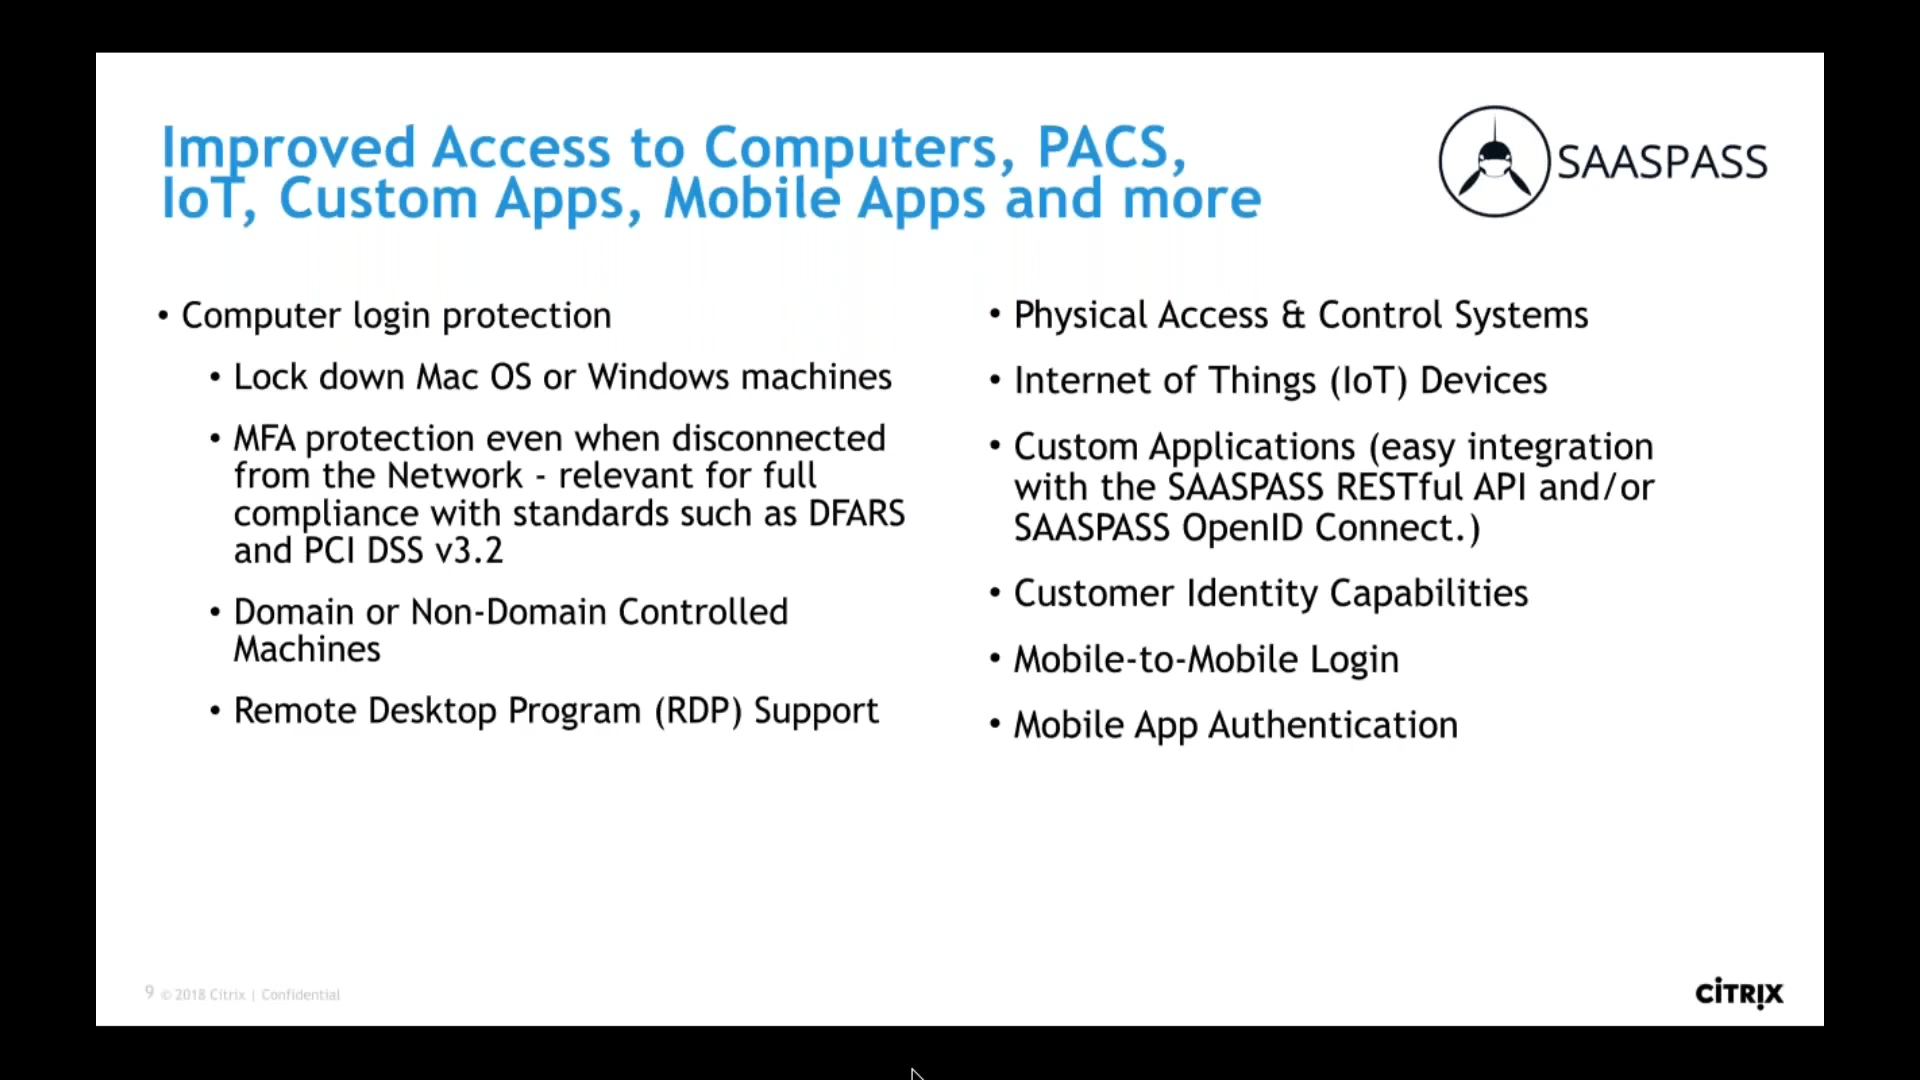 Improved Access to Computers, PACS,
IoT, Custom Apps, Mobile Apps and more
SAASPASS
• Computer login protection
• Lock down Mac OS or Windows machines
• MFA protection even when disconnected
from the Network - relevant for full
compliance with standards such as DFARS
and PCI DSS v3.2
• Domain or Non-Domain Controlled
Machines
• Remote Desktop Program (RDP) Support
• Physical Access & Control Systems
• Internet of Things (IoT) Devices
• Custom Applications (easy integration
with the SAASPASS RESTful API and/or
SAASPASS OpenID Connect.)
• Customer Identity Capabilities
• Mobile-to-Mobile Login
• Mobile App Authentication
9 © 2018 Citrix | Confidential
CİTRIX